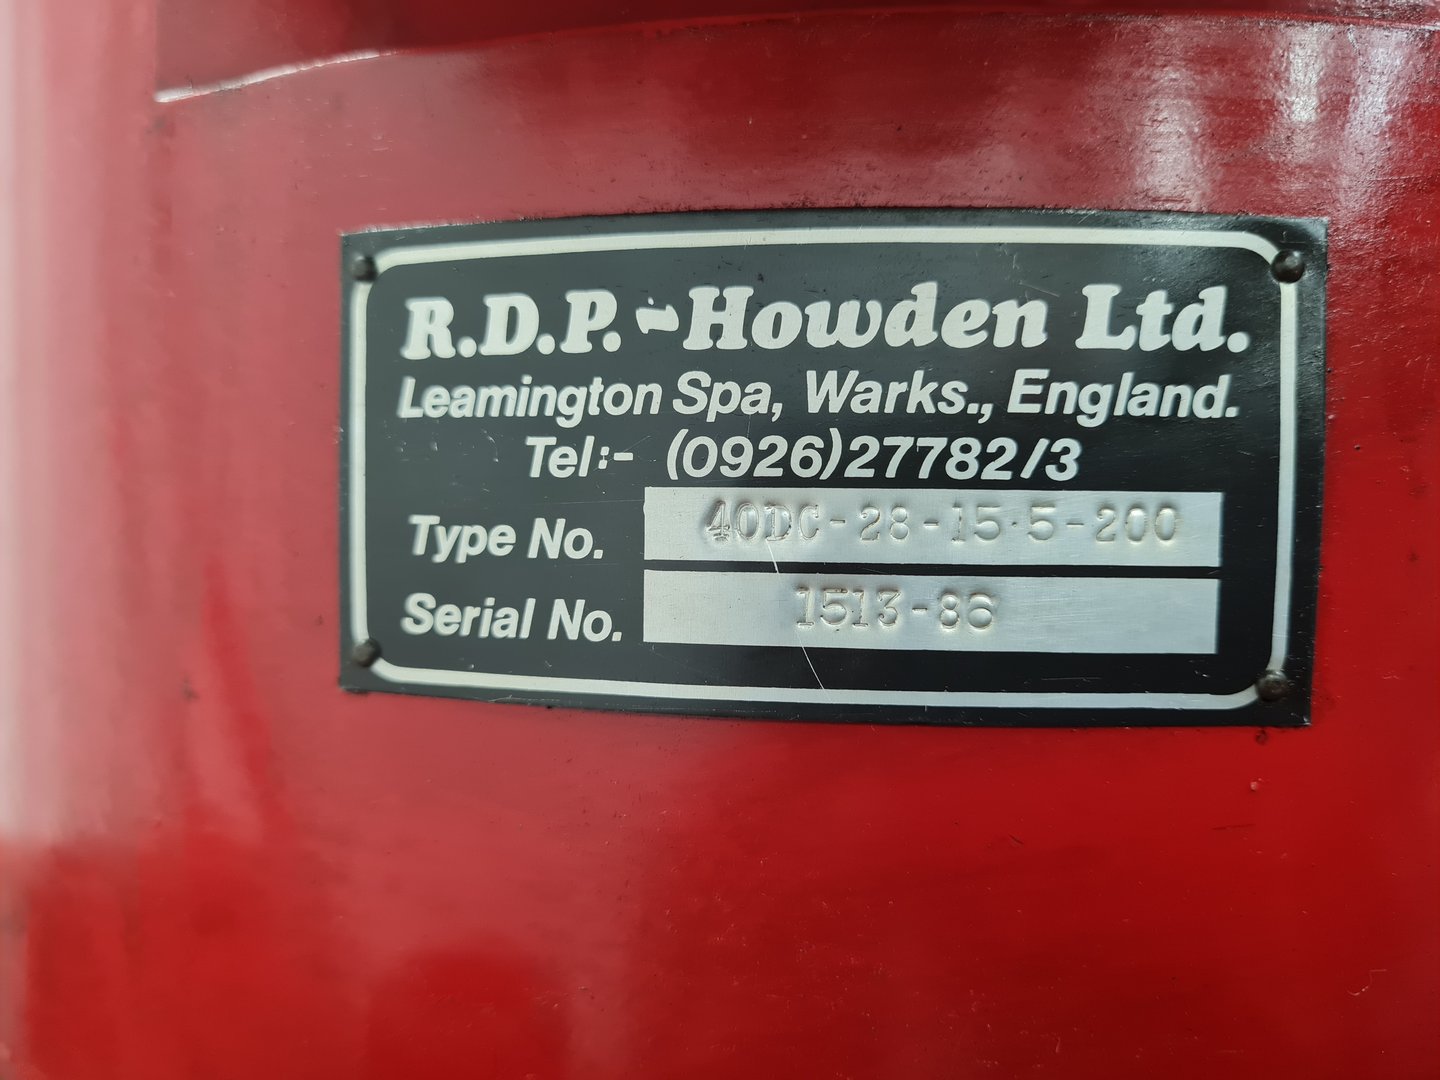 R.D.P.-Howden Ltd.
Leamington Spa, Warks., England.
Tel:- (0926)27782/3
Type No. 40DC-28-15·5-200
Serial No. 1513-86